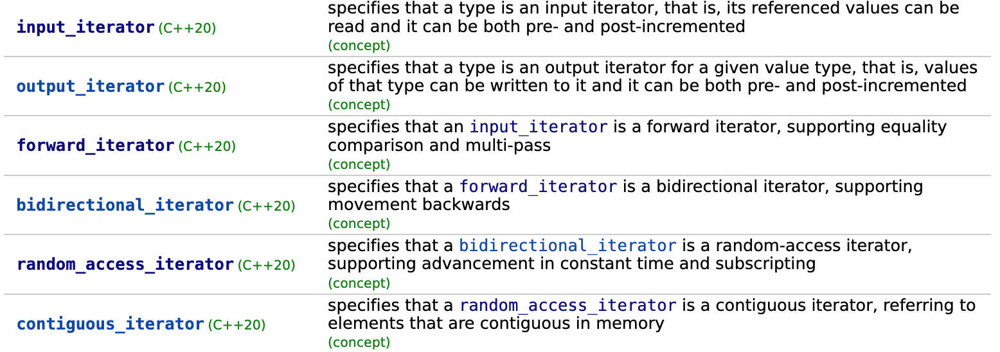 input_iterator (C++20)
specifies that a type is an input iterator, that is, its referenced values can be
read and it can be both pre- and post-incremented
(concept)
output_iterator (C++20)
specifies that a type is an output iterator for a given value type, that is, values
of that type can be written to it and it can be both pre- and post-incremented
(concept)
forward_iterator (C++20)
specifies that an input_iterator is a forward iterator, supporting equality
comparison and multi-pass
(concept)
bidirectional_iterator (C++20)
specifies that a forward_iterator is a bidirectional iterator, supporting
movement backwards
(concept)
random_access_iterator (C++20)
specifies that a bidirectional_iterator is a random-access iterator,
supporting advancement in constant time and subscripting
(concept)
contiguous_iterator (C++20)
specifies that a random_access_iterator is a contiguous iterator, referring to
elements that are contiguous in memory
(concept)